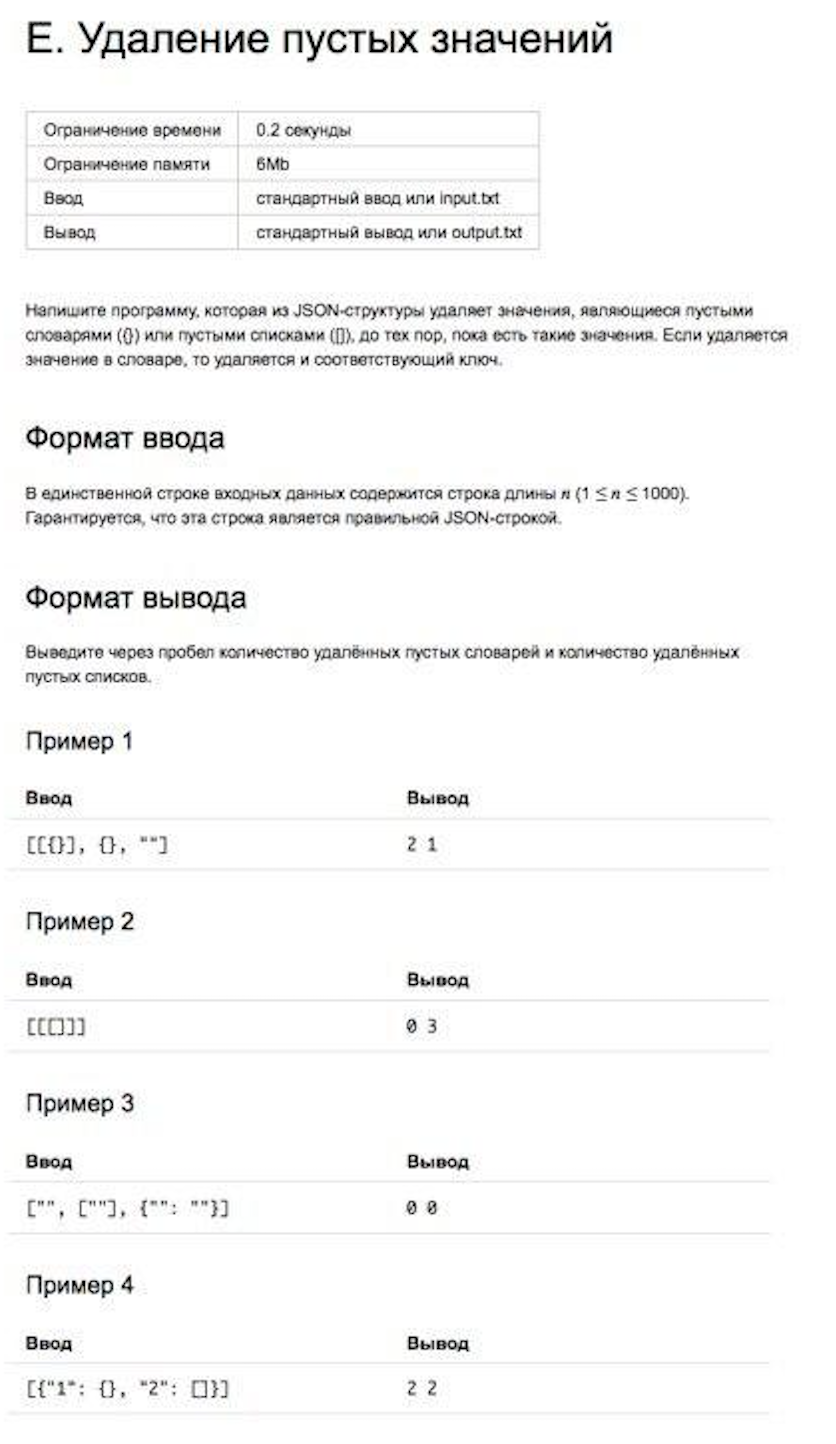 E. Удаление пустых значений
Ограничение времени 0.2 секунды
Ограничение памяти 6Mb
Ввод стандартный ввод или input.txt
Вывод стандартный вывод или output.txt
Напишите программу, которая из JSON-структуры удаляет значения, являющиеся пустыми
словарями ({}) или пустыми списками ([]), до тех пор, пока есть такие значения. Если удаляется
значение в словаре, то удаляется и соответствующий ключ.
Формат ввода
В единственной строке входных данных содержится строка длины n (1 ≤ n ≤ 1000).
Гарантируется, что эта строка является правильной JSON-строкой.
Формат вывода
Выведите через пробел количество удалённых пустых словарей и количество удалённых
пустых списков.
Пример 1
Ввод Вывод
[[{}], {}, ""] 2 1
Пример 2
Ввод Вывод
[[[]]] 0 3
Пример 3
Ввод Вывод
["", [""], {"": ""}] 0 0
Пример 4
Ввод Вывод
[{"1": {}, "2": []}] 2 2